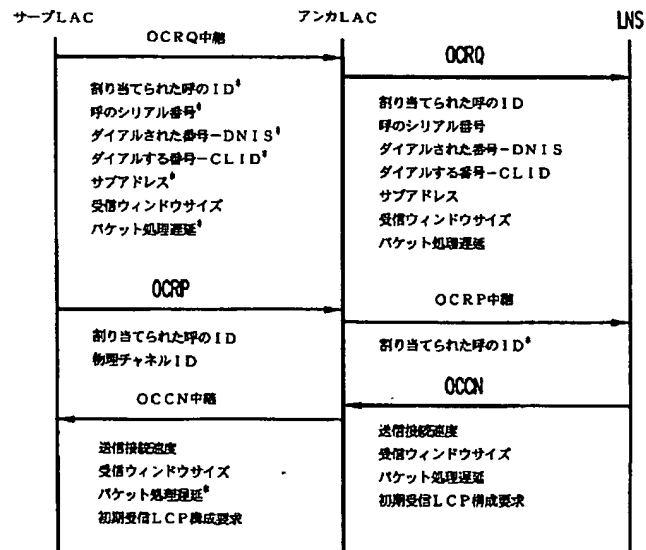 サーブLAC
アンカLAC
LNS
OCRQ中継
割り当てられた呼のID*
呼のシリアル番号*
ダイアルされた番号-DNIS*
ダイアルする番号-CLID*
サブアドレス*
受信ウィンドウサイズ
パケット処理遅延*
OCRQ
割り当てられた呼のID
呼のシリアル番号
ダイアルされた番号-DNIS
ダイアルする番号-CLID
サブアドレス
受信ウィンドウサイズ
パケット処理遅延
OCRP
割り当てられた呼のID
物理チャネルID
OCRP中継
割り当てられた呼のID*
OCCN中継
送信接続速度
受信ウィンドウサイズ
パケット処理遅延*
初期受信LCP構成要求
OCCN
送信接続速度
受信ウィンドウサイズ
パケット処理遅延
初期受信LCP構成要求